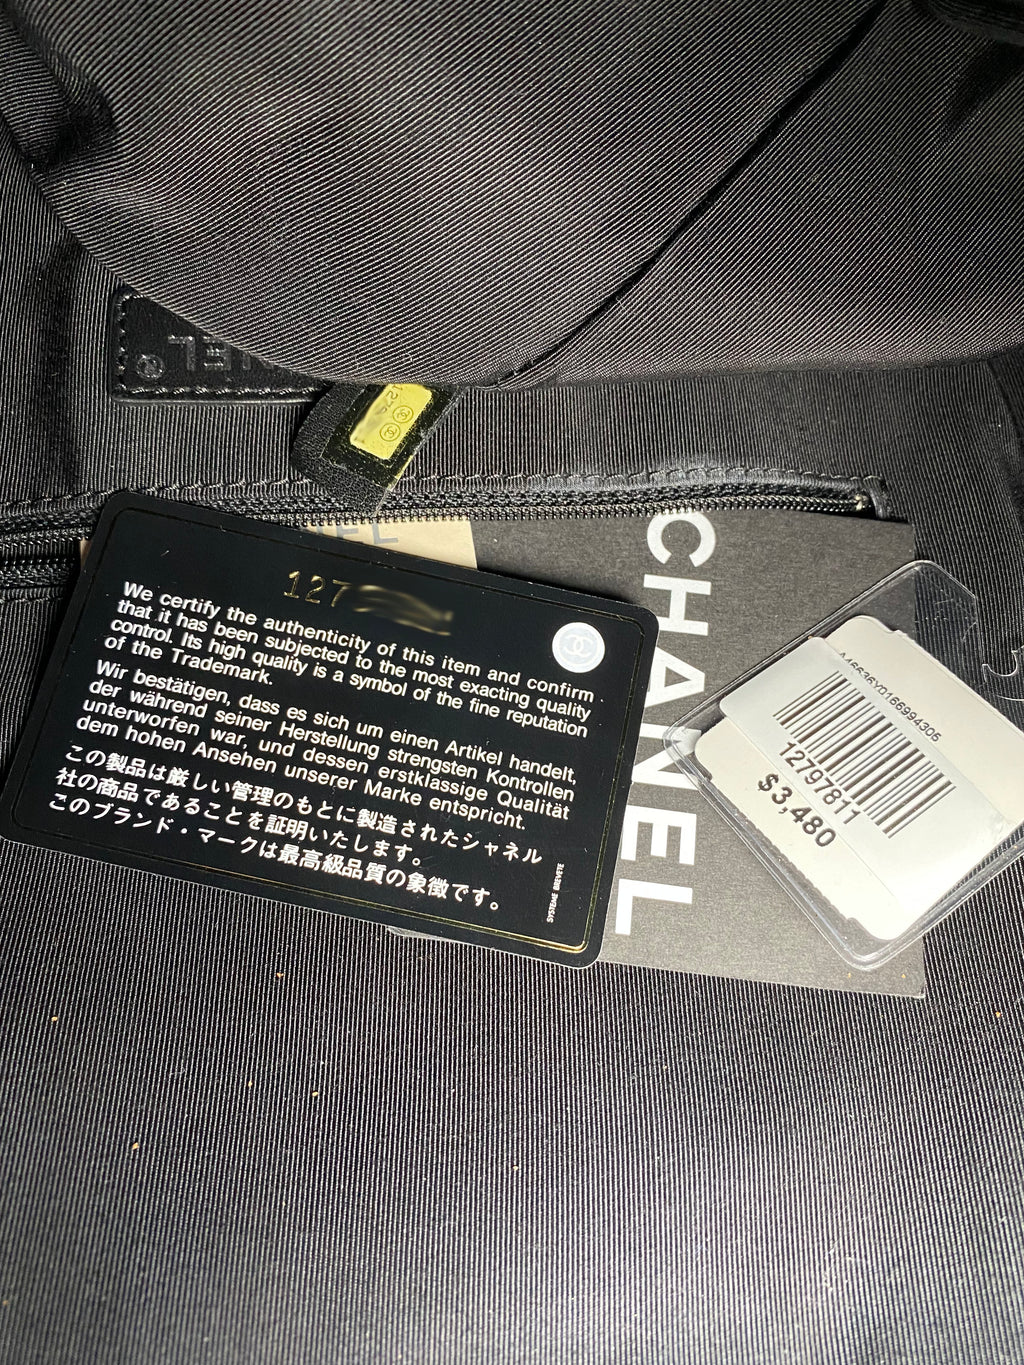 NEL®
127
NEL
CHANEL
127
We certify the authenticity of this item and confirm
that it has been subjected to the most exacting quality
control. Its high quality is a symbol of the fine reputation
of the Trademark.
Wir bestätigen, dass es sich um einen Artikel handelt,
der während seiner Herstellung strengsten Kontrollen
unterworfen war, und dessen erstklassige Qualität
dem hohen Ansehen unserer Marke entspricht.
この製品は厳しい管理のもとに製造されたシャネル
社の商品であることを証明いたします。
このブランド・マークは最高級品質の象徴です。
SYSTEME BREVETE
A46636Y0166994305
12797811
$3,480